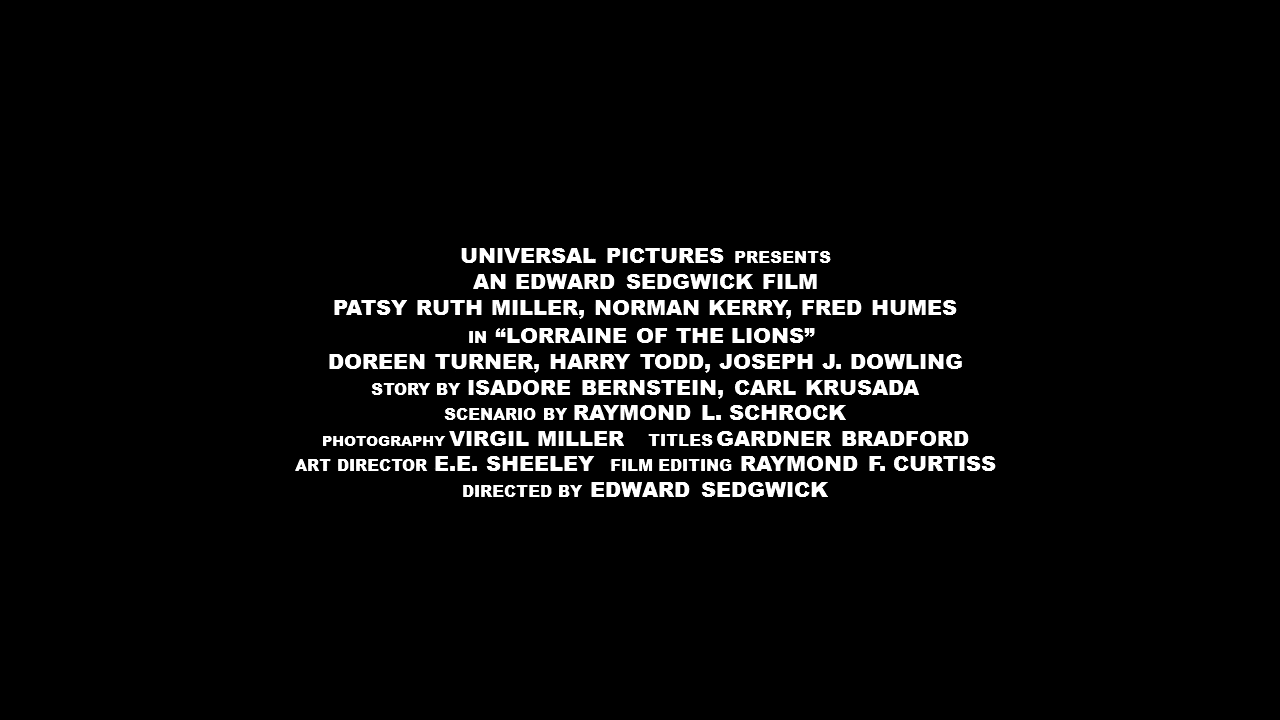 UNIVERSAL PICTURES PRESENTS
AN EDWARD SEDGWICK FILM
PATSY RUTH MILLER, NORMAN KERRY, FRED HUMES
IN “LORRAINE OF THE LIONS”
DOREEN TURNER, HARRY TODD, JOSEPH J. DOWLING
STORY BY ISADORE BERNSTEIN, CARL KRUSADA
SCENARIO BY RAYMOND L. SCHROCK
PHOTOGRAPHY VIRGIL MILLER TITLES GARDNER BRADFORD
ART DIRECTOR E.E. SHEELEY FILM EDITING RAYMOND F. CURTISS
DIRECTED BY EDWARD SEDGWICK